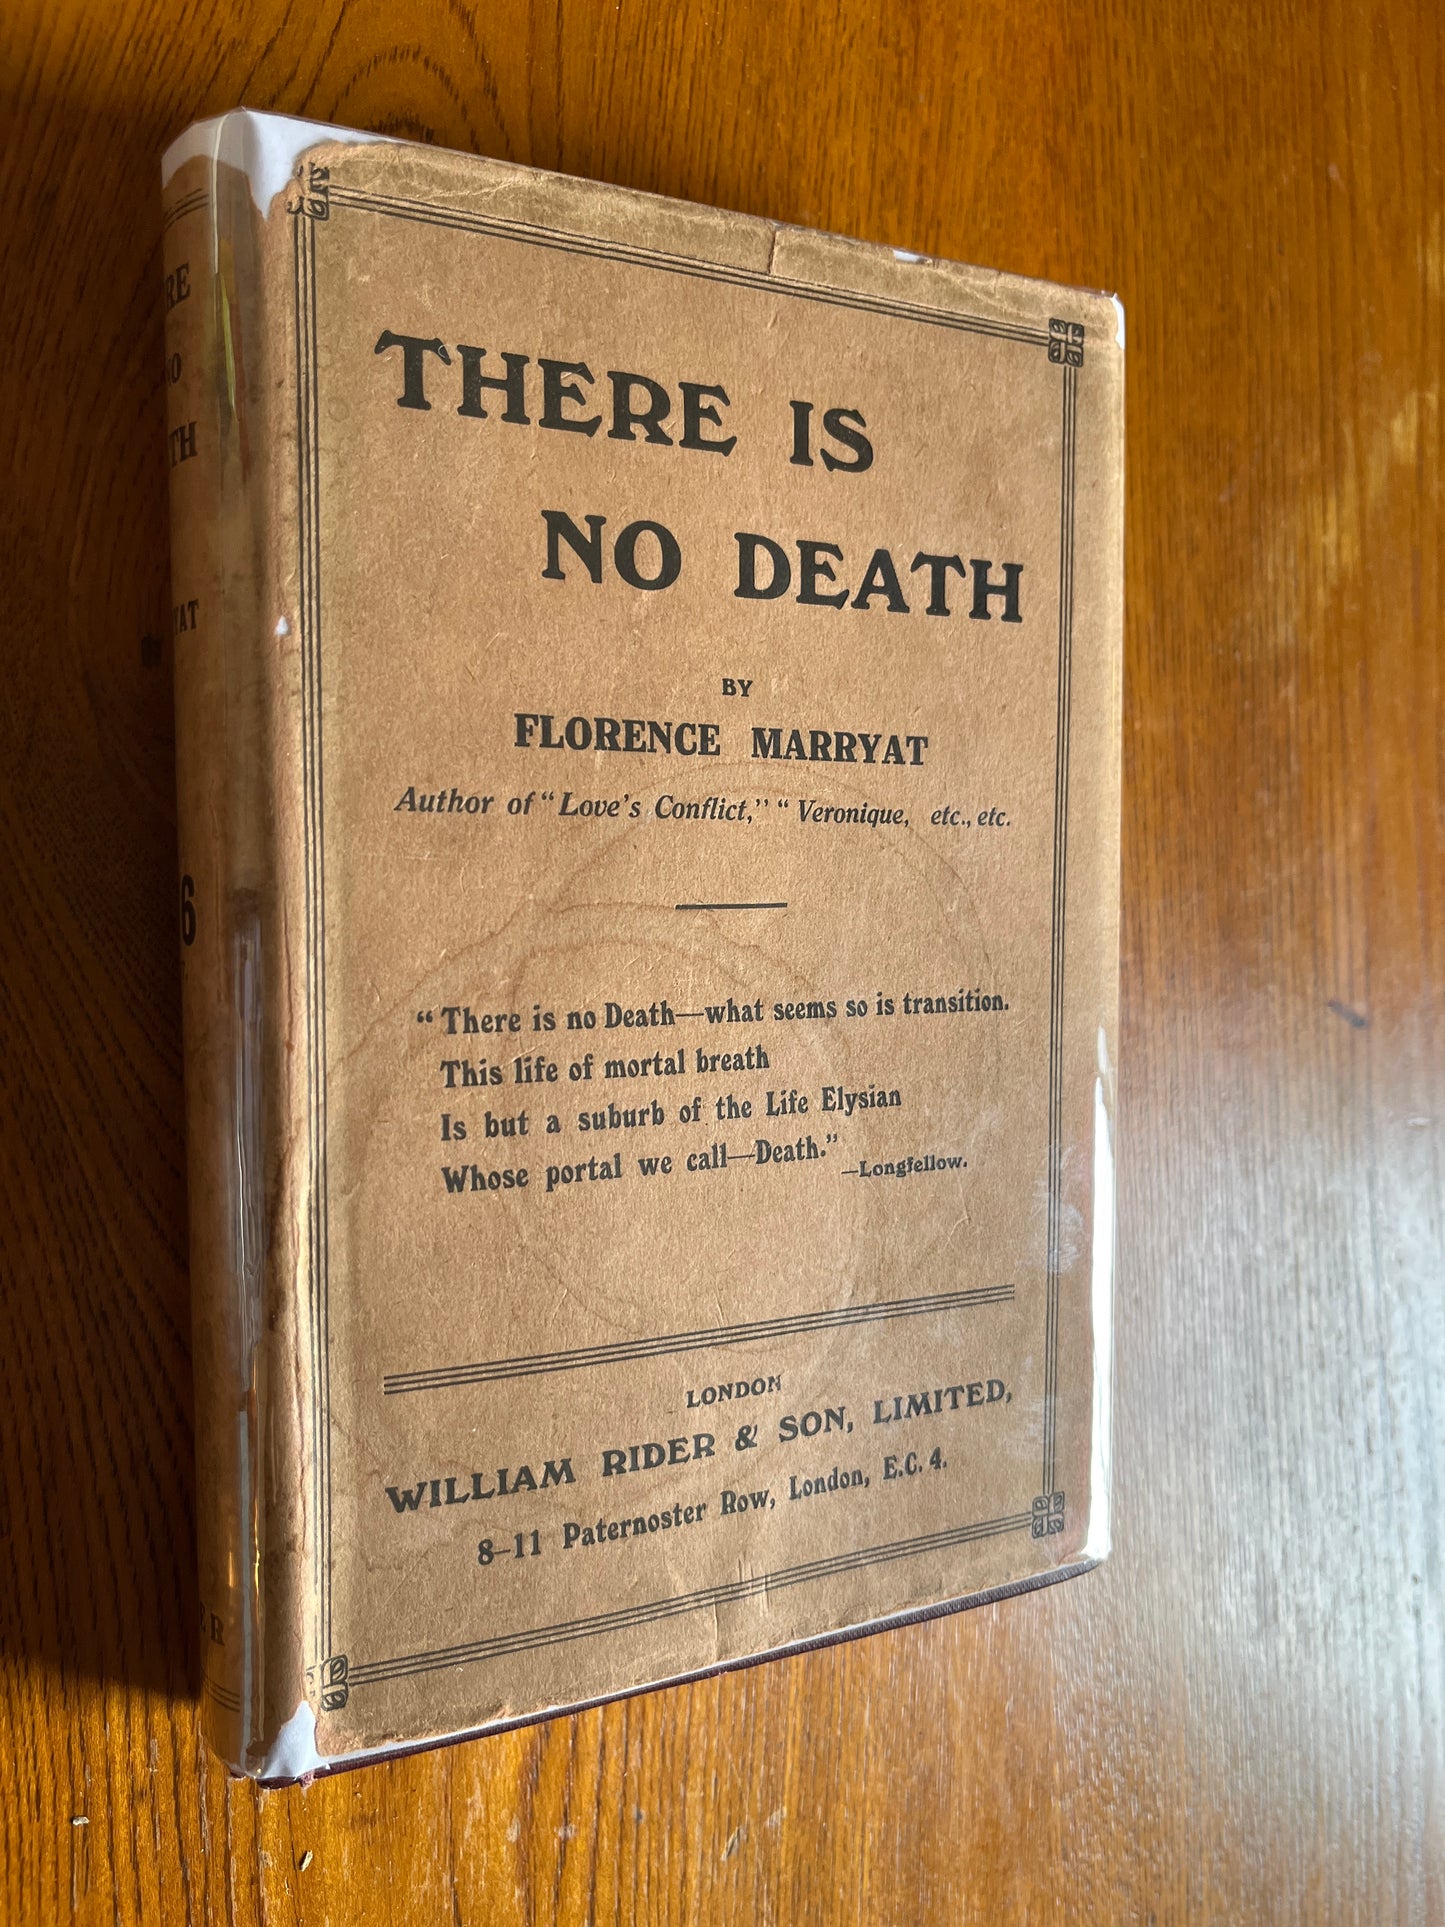 THERE IS
NO DEATH
BY
FLORENCE MARRYAT
Author of "Love's Conflict," "Veronique, etc., etc.
"There is no Death—what seems so is transition.
This life of mortal breath
Is but a suburb of the Life Elysian
Whose portal we call—Death."
—Longfellow.
LONDON
WILLIAM RIDER & SON, LIMITED,
8–11 Paternoster Row, London, E.C. 4.